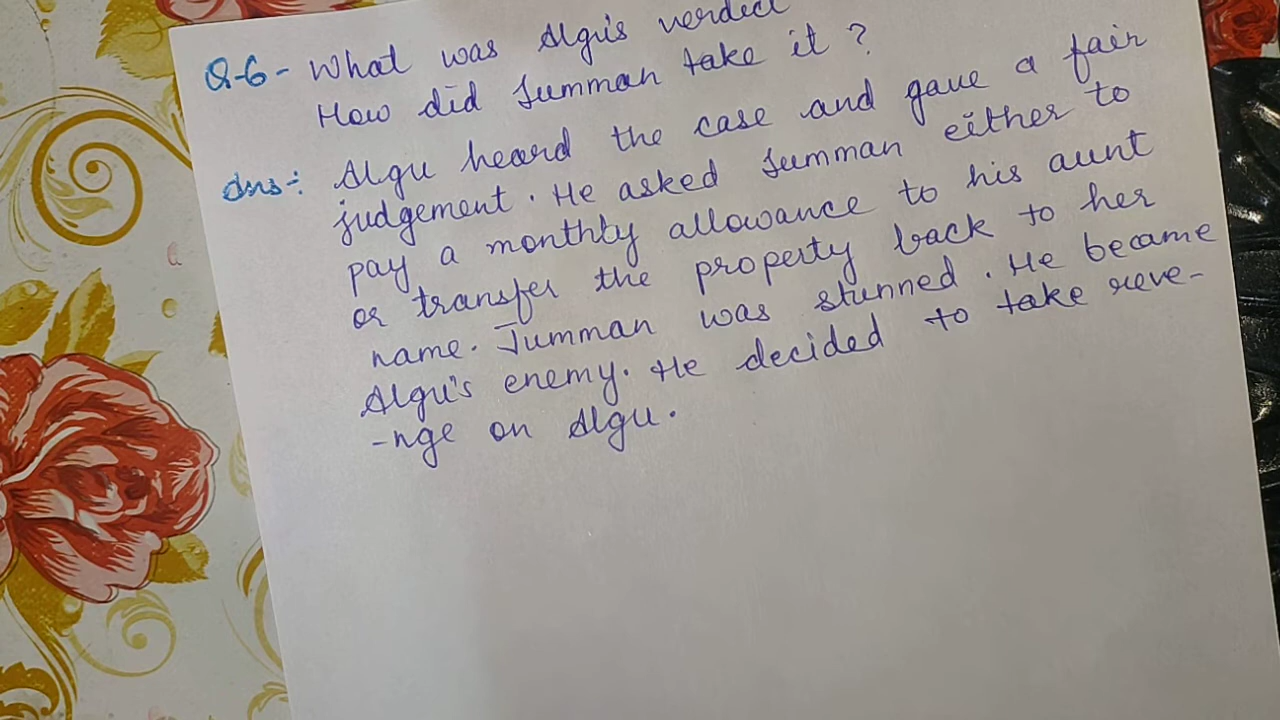 Q-6- What was Algu's verdict
How did Jumman take it ?
Ans:- Algu heard the case and gave a fair
judgement. He asked Jumman either to
pay a monthly allowance to his aunt
or transfer the property back to her
name. Jumman was stunned. He became
Algu's enemy. He decided to take reve-
-nge on Algu.